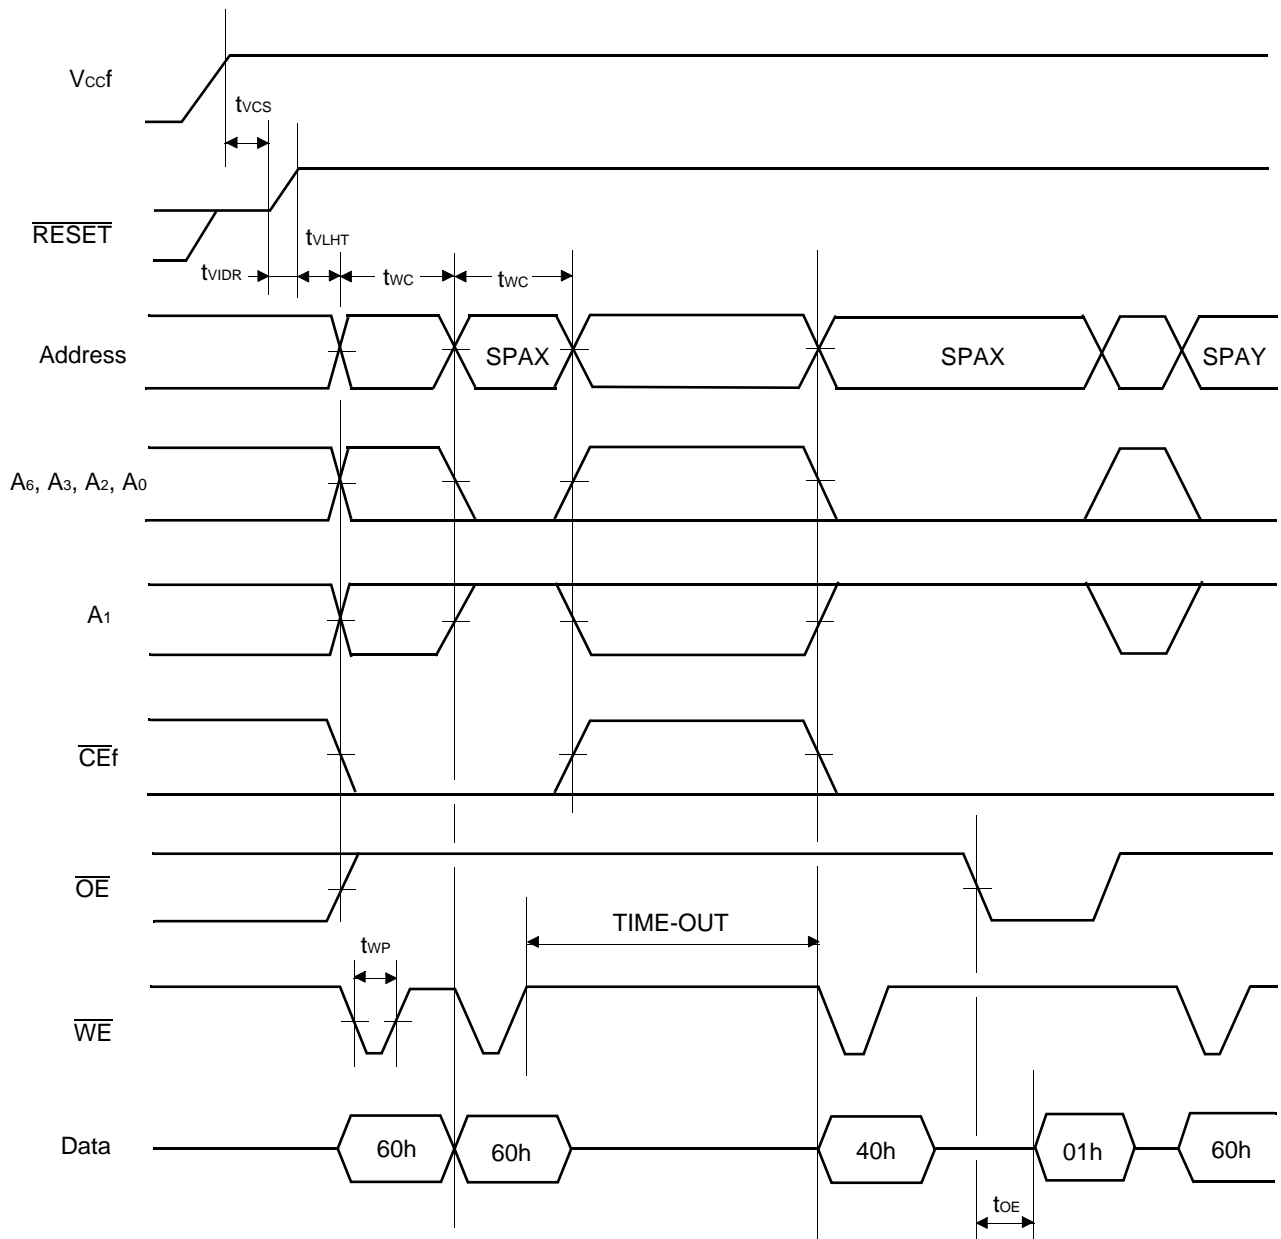 VCCf
tVCS
RESET
tVLHT
tVIDR
tWC
tWC
Address
SPAX
SPAX
SPAY
A6, A3, A2, A0
A1
CEf
OE
TIME-OUT
tWP
WE
Data
60h
60h
40h
01h
60h
tOE